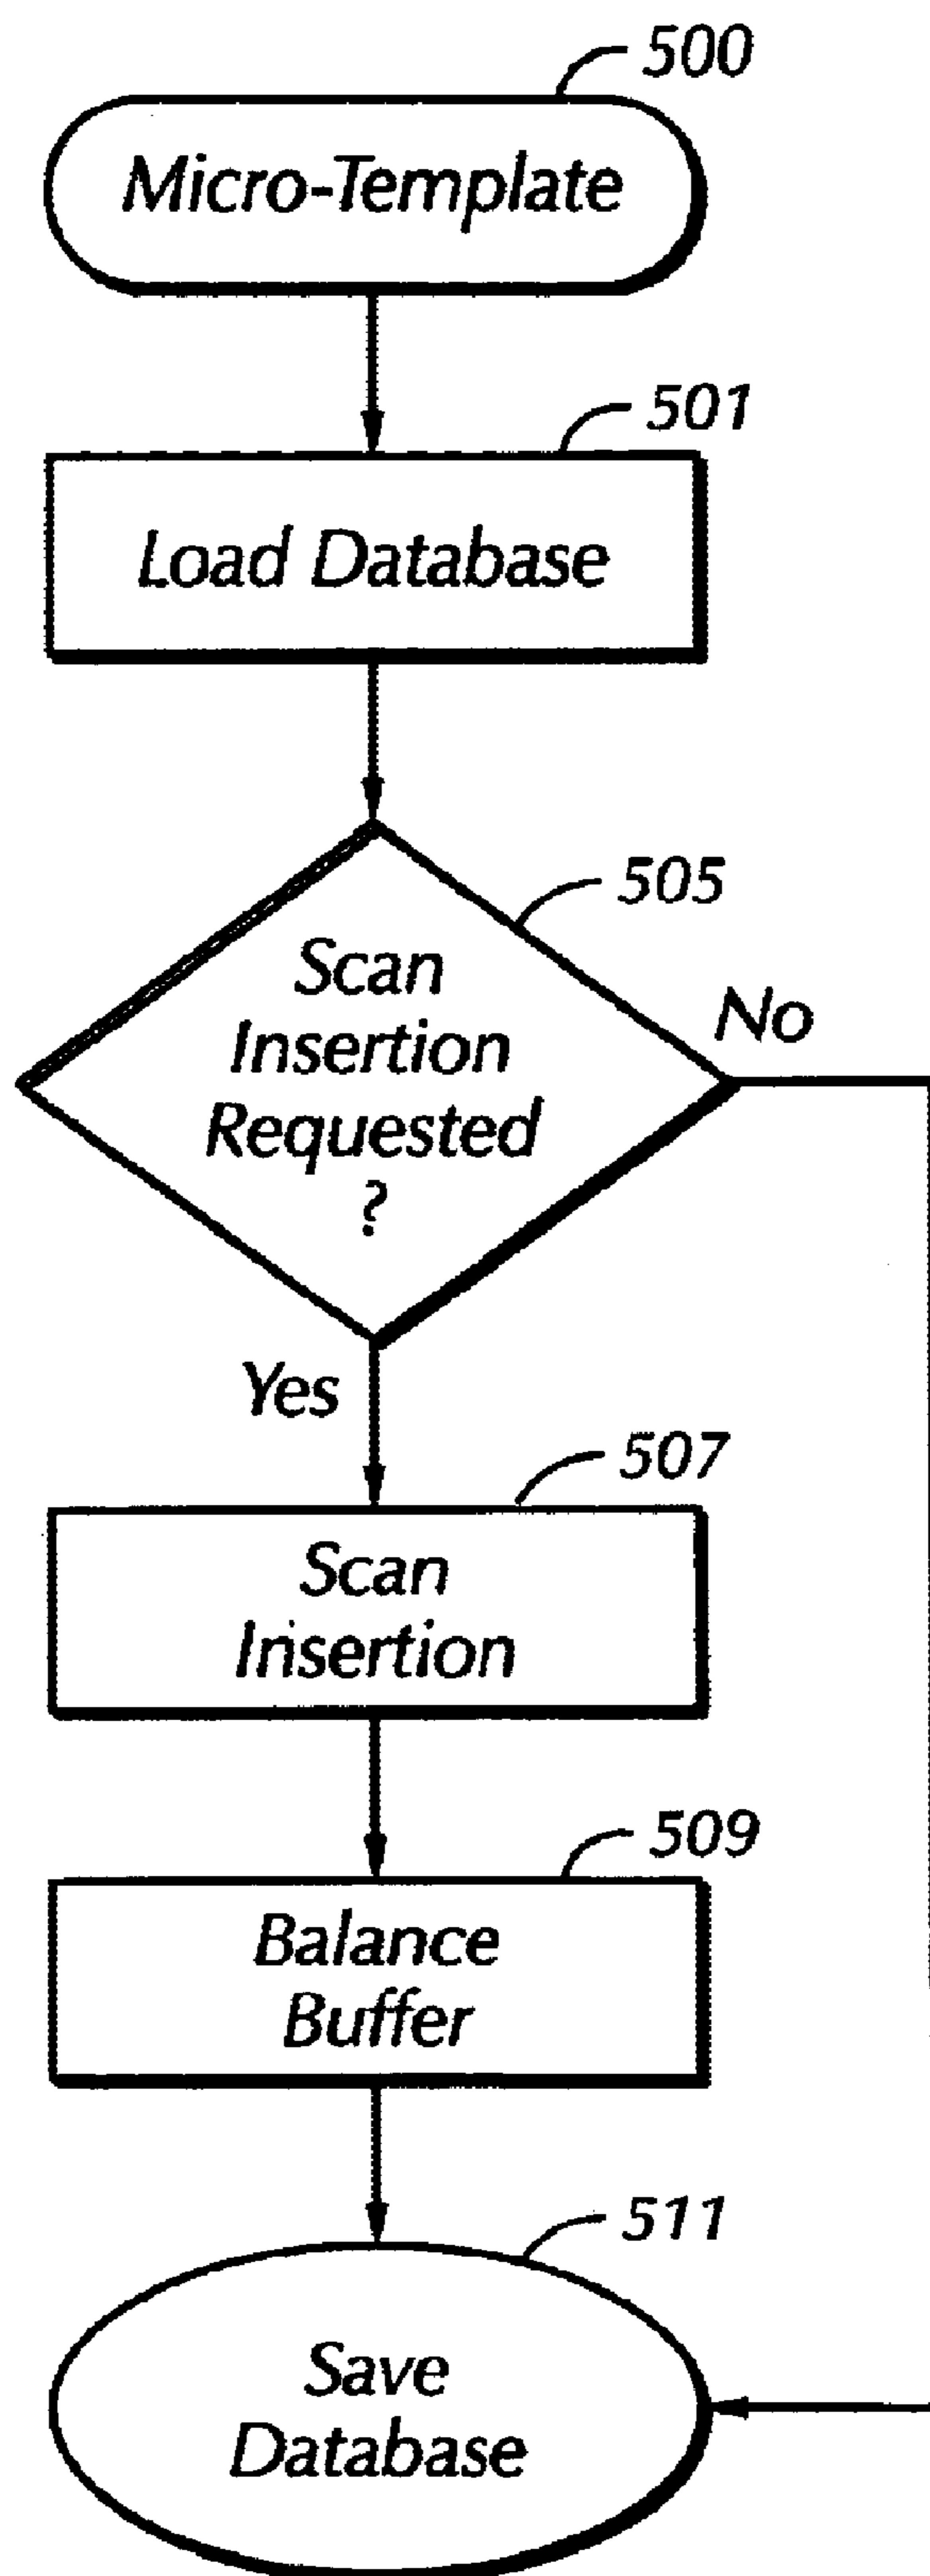 500
Micro-Template
501
Load Database
505
Scan
Insertion
Requested
?
No
Yes
507
Scan
Insertion
509
Balance
Buffer
511
Save
Database